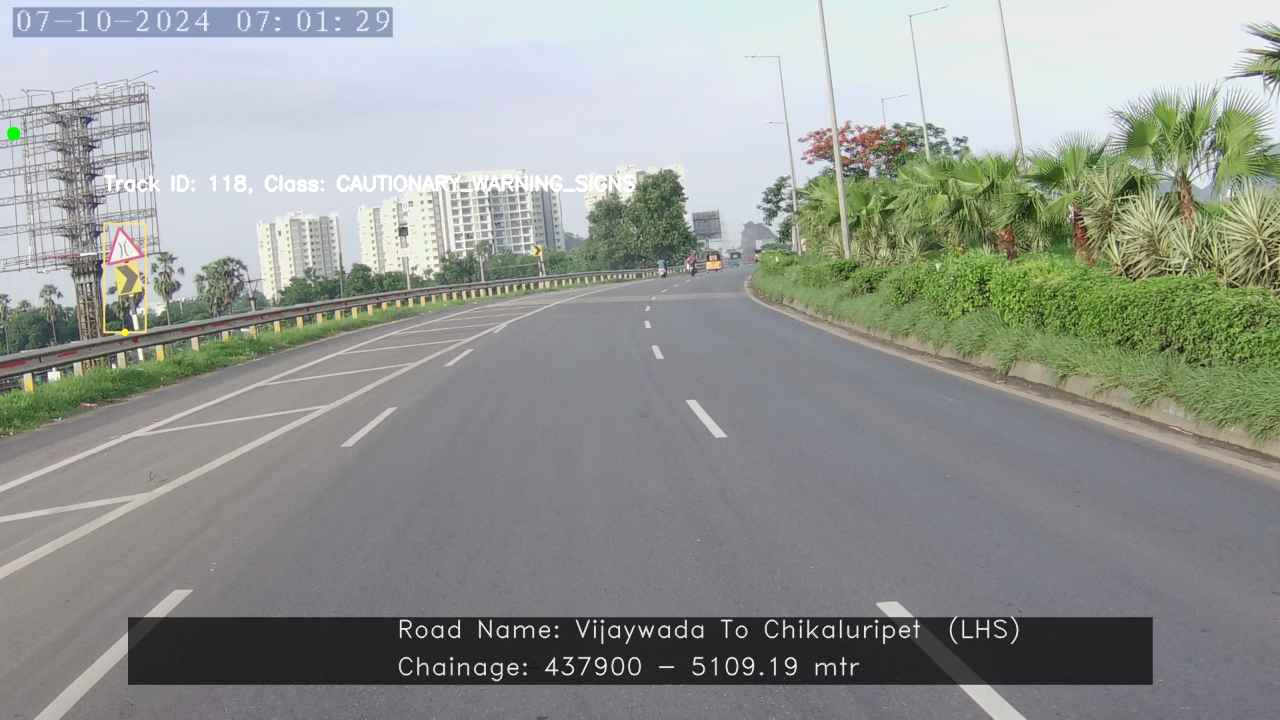 07-10-2024 07:01:29
Track ID: 118, Class: CAUTIONARY_WARNING_SIGNS
Road Name: Vijaywada To Chikaluripet (LHS)
Chainage: 437900 - 5109.19 mtr